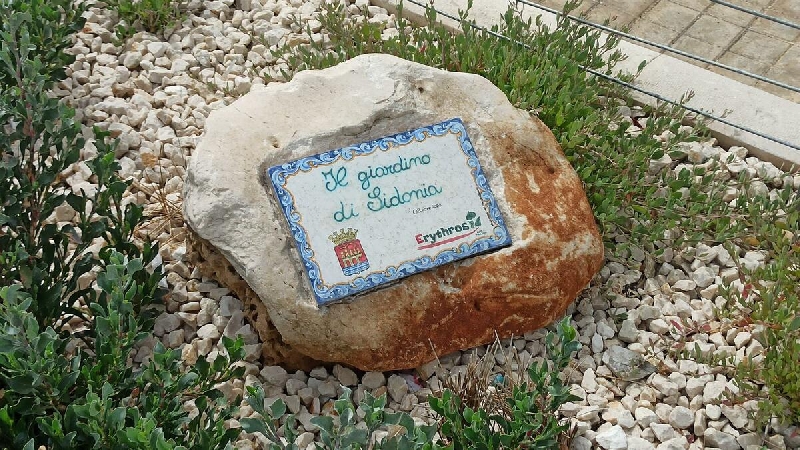 Il giardino
di Sidonia
Erythros